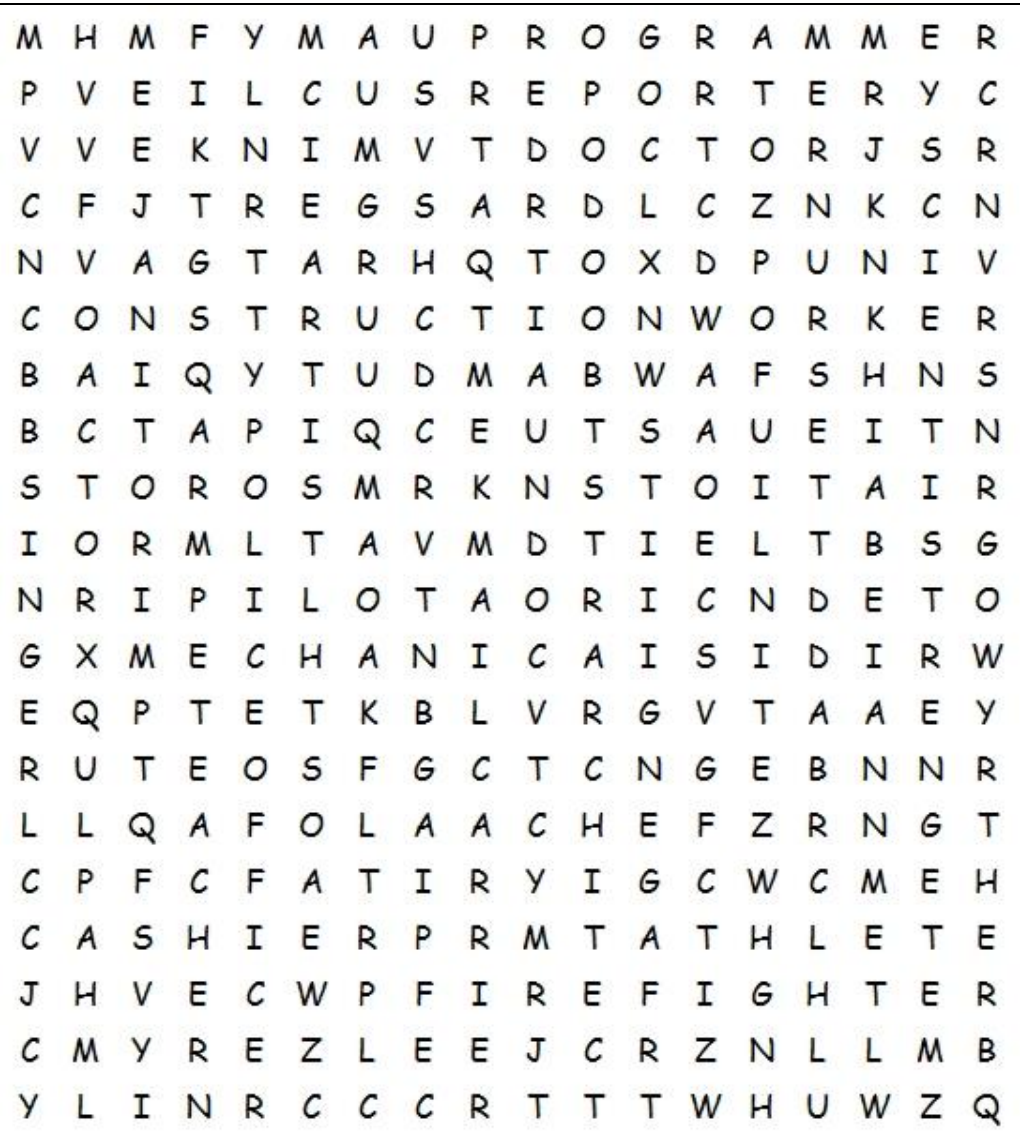 M H M F Y M A U P R O G R A M M E R
P V E I L C U S R E P O R T E R Y C
V V E K N I M V T D O C T O R J S R
C F J T R E G S A R D L C Z N K C N
N V A G T A R H Q T O X D P U N I V
C O N S T R U C T I O N W O R K E R
B A I Q Y T U D M A B W A F S H N S
B C T A P I Q C E U T S A U E I T N
S T O R O S M R K N S T O I T A I R
I O R M L T A V M D T I E L T B S G
N R I P I L O T A O R I C N D E T O
G X M E C H A N I C A I S I D I R W
E Q P T E T K B L V R G V T A A E Y
R U T E O S F G C T C N G E B N N R
L L Q A F O L A A C H E F Z R N G T
C P F C F A T I R Y I G C W C M E H
C A S H I E R P R M T A T H L E T E
J H V E C W P F I R E F I G H T E R
C M Y R E Z L E E J C R Z N L L M B
Y L I N R C C C R T T T W H U W Z Q